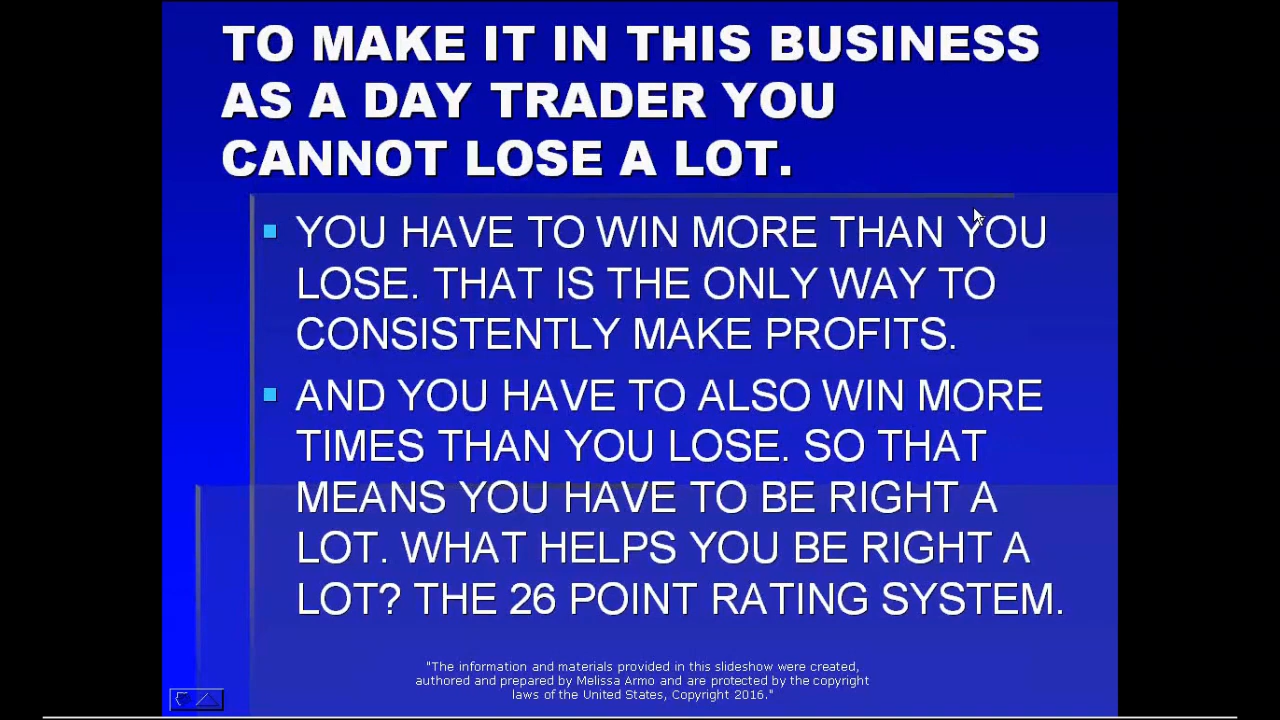 TO MAKE IT IN THIS BUSINESS
AS A DAY TRADER YOU
CANNOT LOSE A LOT.
YOU HAVE TO WIN MORE THAN YOU
LOSE. THAT IS THE ONLY WAY TO
CONSISTENTLY MAKE PROFITS.
AND YOU HAVE TO ALSO WIN MORE
TIMES THAN YOU LOSE. SO THAT
MEANS YOU HAVE TO BE RIGHT A
LOT. WHAT HELPS YOU BE RIGHT A
LOT? THE 26 POINT RATING SYSTEM.
"The information and materials provided in this slideshow were created,
authored and prepared by Melissa Armo and are protected by the copyright
laws of the United States, Copyright 2016."